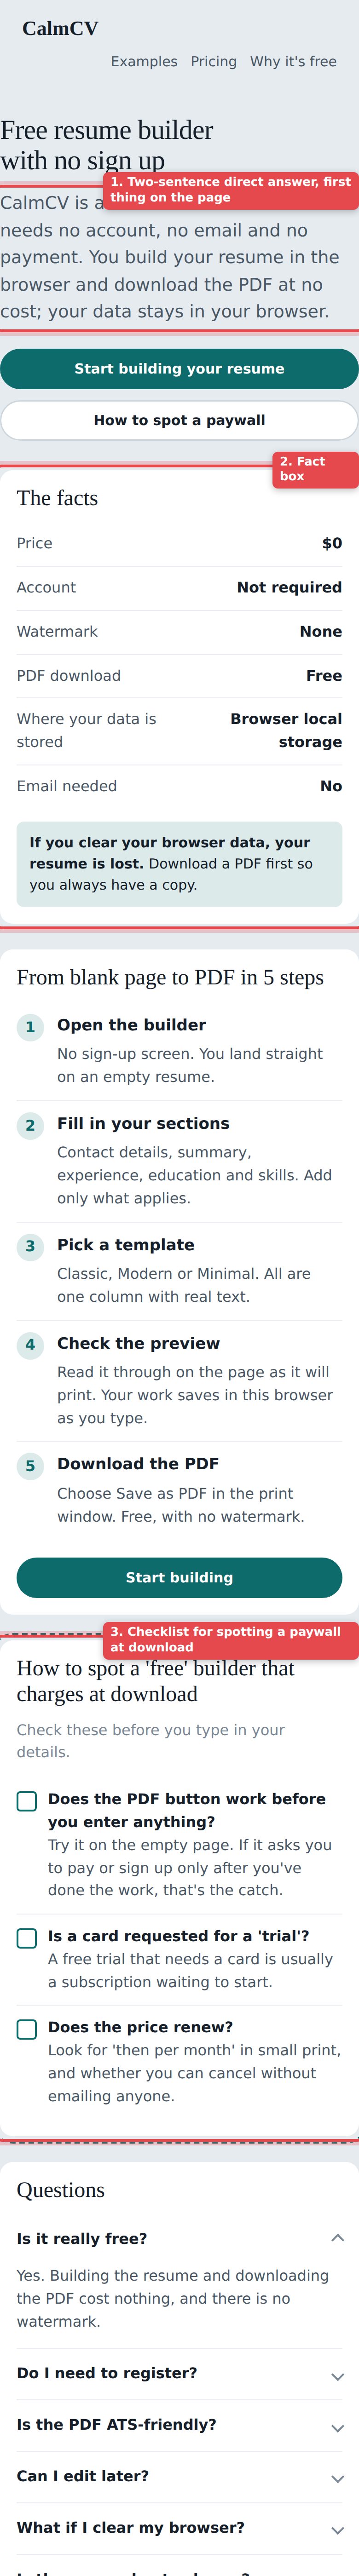 CalmCV
Examples Pricing Why it's free
Free resume builder
with no sign up
1. Two-sentence direct answer, first
thing on the page
CalmCV is a
needs no account, no email and no
payment. You build your resume in the
browser and download the PDF at no
cost; your data stays in your browser.
Start building your resume
How to spot a paywall
2. Fact
box
The facts
Price $0
Account Not required
Watermark None
PDF download Free
Where your data is Browser local
stored storage
Email needed No
If you clear your browser data, your
resume is lost. Download a PDF first so
you always have a copy.
From blank page to PDF in 5 steps
1 Open the builder
No sign-up screen. You land straight
on an empty resume.
2 Fill in your sections
Contact details, summary,
experience, education and skills. Add
only what applies.
3 Pick a template
Classic, Modern or Minimal. All are
one column with real text.
4 Check the preview
Read it through on the page as it will
print. Your work saves in this browser
as you type.
5 Download the PDF
Choose Save as PDF in the print
window. Free, with no watermark.
Start building
3. Checklist for spotting a paywall
at download
How to spot a 'free' builder that
charges at download
Check these before you type in your
details.
Does the PDF button work before
you enter anything?
Try it on the empty page. If it asks you
to pay or sign up only after you've
done the work, that's the catch.
Is a card requested for a 'trial'?
A free trial that needs a card is usually
a subscription waiting to start.
Does the price renew?
Look for 'then per month' in small print,
and whether you can cancel without
emailing anyone.
Questions
Is it really free?
Yes. Building the resume and downloading
the PDF cost nothing, and there is no
watermark.
Do I need to register?
Is the PDF ATS-friendly?
Can I edit later?
What if I clear my browser?